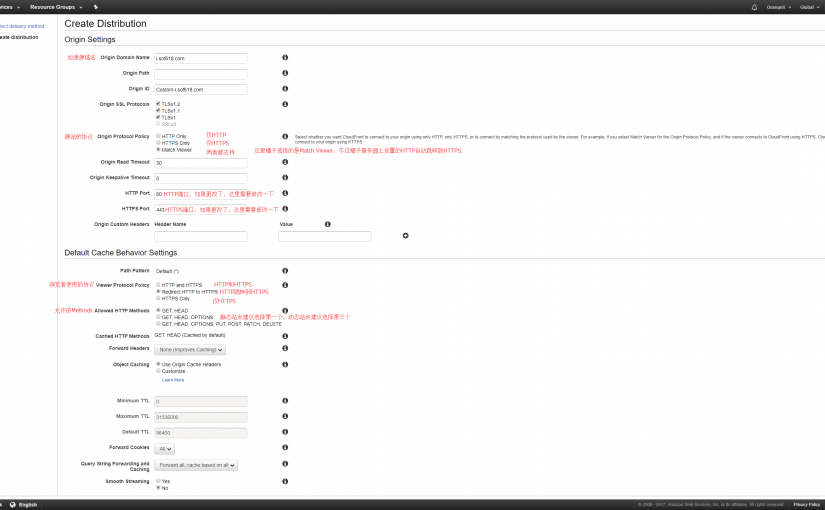 vices Resource Groups
OrangeX Global
lect delivery method
eate distribution
Create Distribution
Origin Settings
加速源域名 Origin Domain Name i.sof618.com
Origin Path
Origin ID Custom-i.sof618.com
Origin SSL Protocols TLSv1.2
TLSv1.1
TLSv1
SSLv3
源站的协议 Origin Protocol Policy HTTP Only 仅HTTP
HTTPS Only 仅HTTPS
Match Viewer 两者都支持 这里橘子选择的是Match Viewer，不过橘子服务器上设置的HTTP自动跳转到HTTPS。
Select whether you want CloudFront to connect to your origin using only HTTP, only HTTPS, or to connect by matching the protocol used by the viewer. For example, if you select Match Viewer for the Origin Protocol Policy, and if the viewer connects to CloudFront using HTTPS, Clo
connect to your origin using HTTPS.
Origin Read Timeout 30
Origin Keepalive Timeout 5
HTTP Port 80 HTTP端口，如果更改了，这里需要修改一下
HTTPS Port 443 HTTPS端口，如果更改了，这里需要修改一下
Origin Custom Headers Header Name Value
Default Cache Behavior Settings
Path Pattern Default (*)
浏览者使用的协议 Viewer Protocol Policy HTTP and HTTPS HTTP和HTTPS
Redirect HTTP to HTTPS HTTP跳转到HTTPS
HTTPS Only 仅HTTPS
允许的Methods Allowed HTTP Methods GET, HEAD
GET, HEAD, OPTIONS 静态站点建议选择第一个，动态站点建议选择第三个
GET, HEAD, OPTIONS, PUT, POST, PATCH, DELETE
Cached HTTP Methods GET, HEAD (Cached by default)
Forward Headers None (Improves Caching)
Object Caching Use Origin Cache Headers
Customize
Learn More
Minimum TTL 0
Maximum TTL 31536000
Default TTL 86400
Forward Cookies All
Query String Forwarding and Caching Forward all, cache based on all
Smooth Streaming Yes
No
English
© 2008 - 2017, Amazon Web Services, Inc. or its affiliates. All rights reserved. Privacy Policy